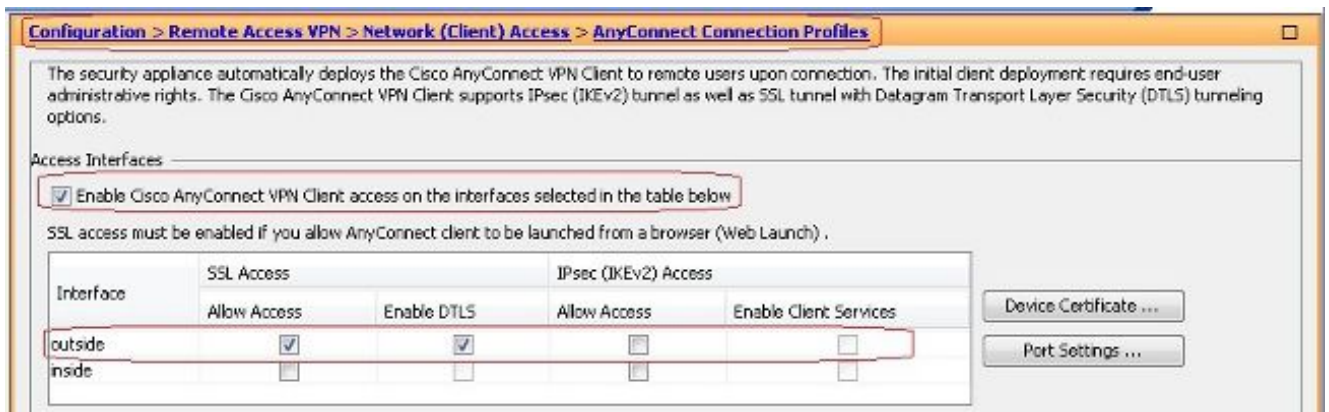 Configuration > Remote Access VPN > Network (Client) Access > AnyConnect Connection Profiles
The security appliance automatically deploys the Cisco AnyConnect VPN Client to remote users upon connection. The initial client deployment requires end-user
administrative rights. The Cisco AnyConnect VPN Client supports IPsec (IKEv2) tunnel as well as SSL tunnel with Datagram Transport Layer Security (DTLS) tunneling
options.
Access Interfaces
Enable Cisco AnyConnect VPN Client access on the interfaces selected in the table below
SSL access must be enabled if you allow AnyConnect client to be launched from a browser (Web Launch) .
Interface
SSL Access
IPsec (IKEv2) Access
Allow Access
Enable DTLS
Allow Access
Enable Client Services
outside
inside
Device Certificate ...
Port Settings ...